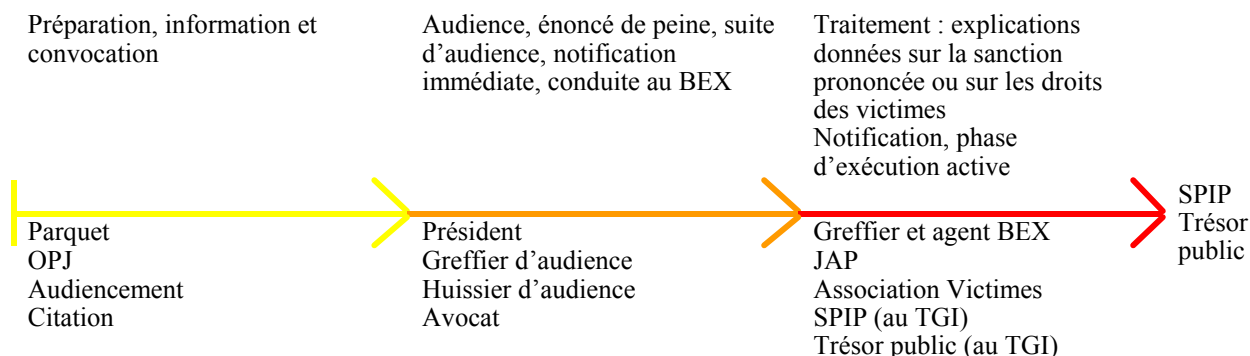 Préparation, information et
convocation
Audience, énoncé de peine, suite
d’audience, notification
immédiate, conduite au BEX
Traitement : explications
données sur la sanction
prononcée ou sur les droits
des victimes
Notification, phase
d’exécution active
Parquet
OPJ
Audiencement
Citation
Président
Greffier d’audience
Huissier d’audience
Avocat
Greffier et agent BEX
JAP
Association Victimes
SPIP (au TGI)
Trésor public (au TGI)
SPIP
Trésor
public